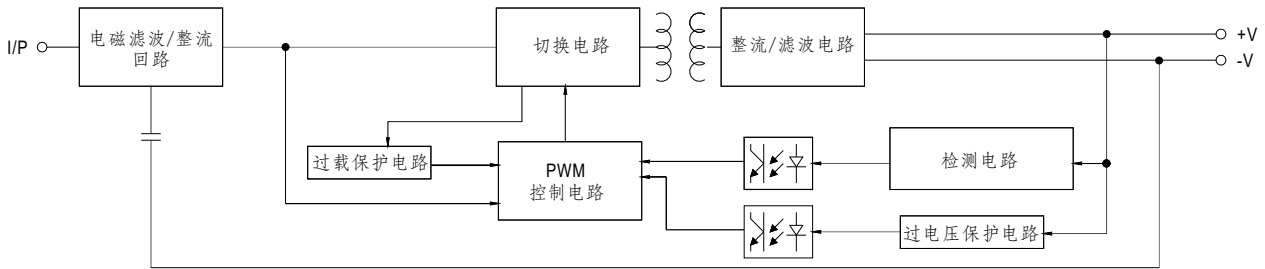 I/P
电磁滤波/整流
回路
切换电路
整流/滤波电路
+V
-V
过载保护电路
PWM
控制电路
检测电路
过电压保护电路